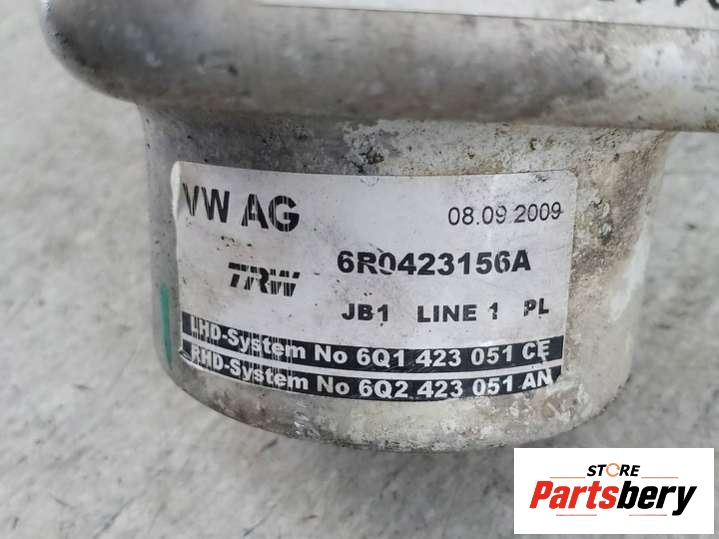 VW AG 08.09.2009
TRW 6R0423156A
JB1 LINE 1 PL
LHD-System No 6Q1 423 051 CE
RHD-System No 6Q2 423 051 AN
STORE
Partsbery